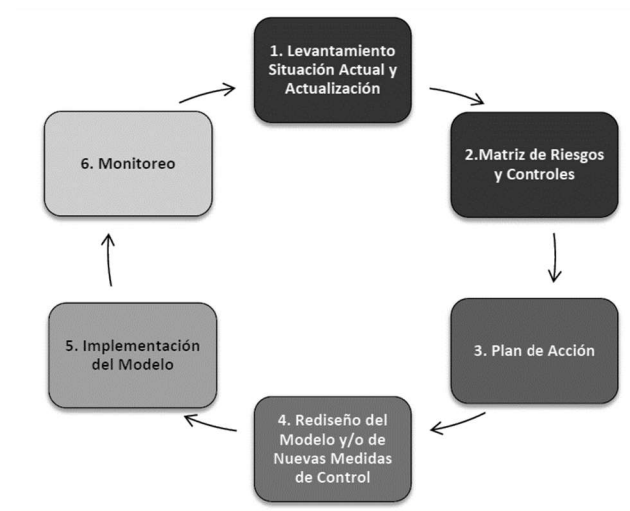 1. Levantamiento
Situación Actual y
Actualización
2.Matriz de Riesgos
y Controles
3. Plan de Acción
4. Rediseño del
Modelo y/o de
Nuevas Medidas
de Control
5. Implementación
del Modelo
6. Monitoreo